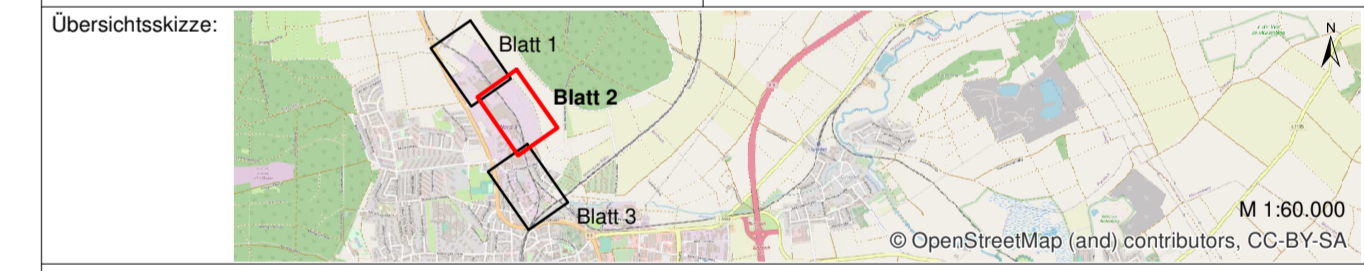 Übersichtsskizze:
Blatt 1
Blatt 2
Blatt 3
N
M 1:60.000
© OpenStreetMap (and) contributors, CC-BY-SA